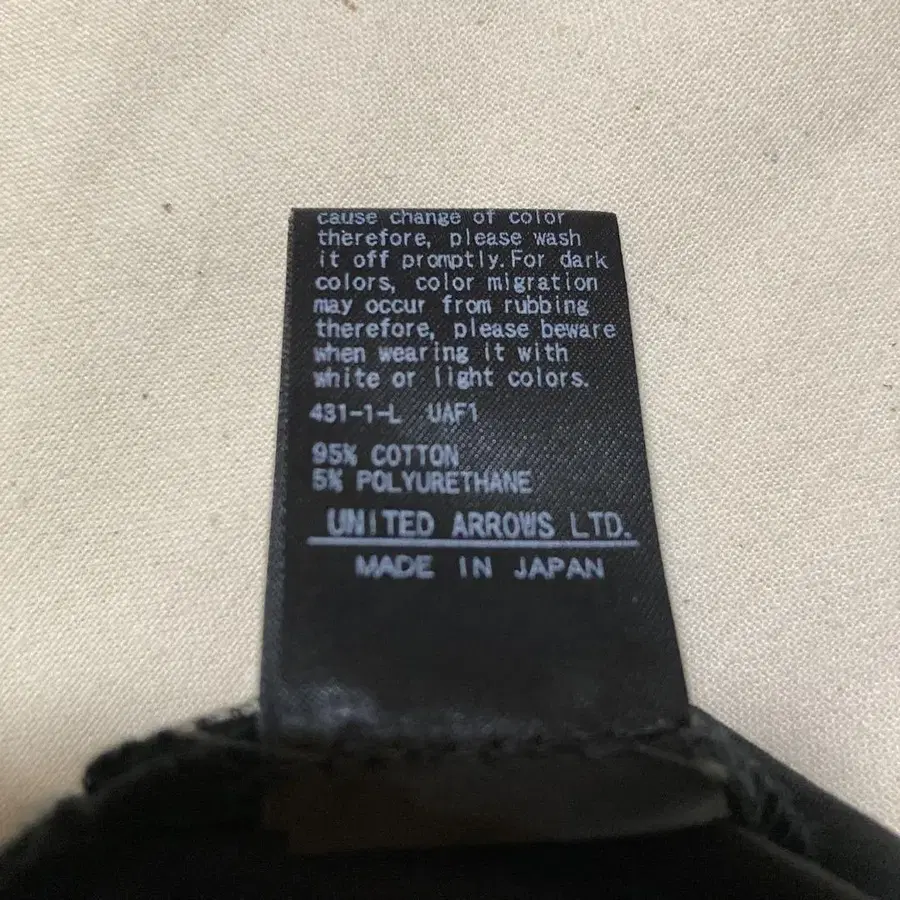 cause change of color
therefore, please wash
it off promptly.For dark
colors, color migration
may occur from rubbing
therefore, please beware
when wearing it with
white or light colors.
431-1-L UAF1
95% COTTON
5% POLYURETHANE
UNITED ARROWS LTD.
MADE IN JAPAN